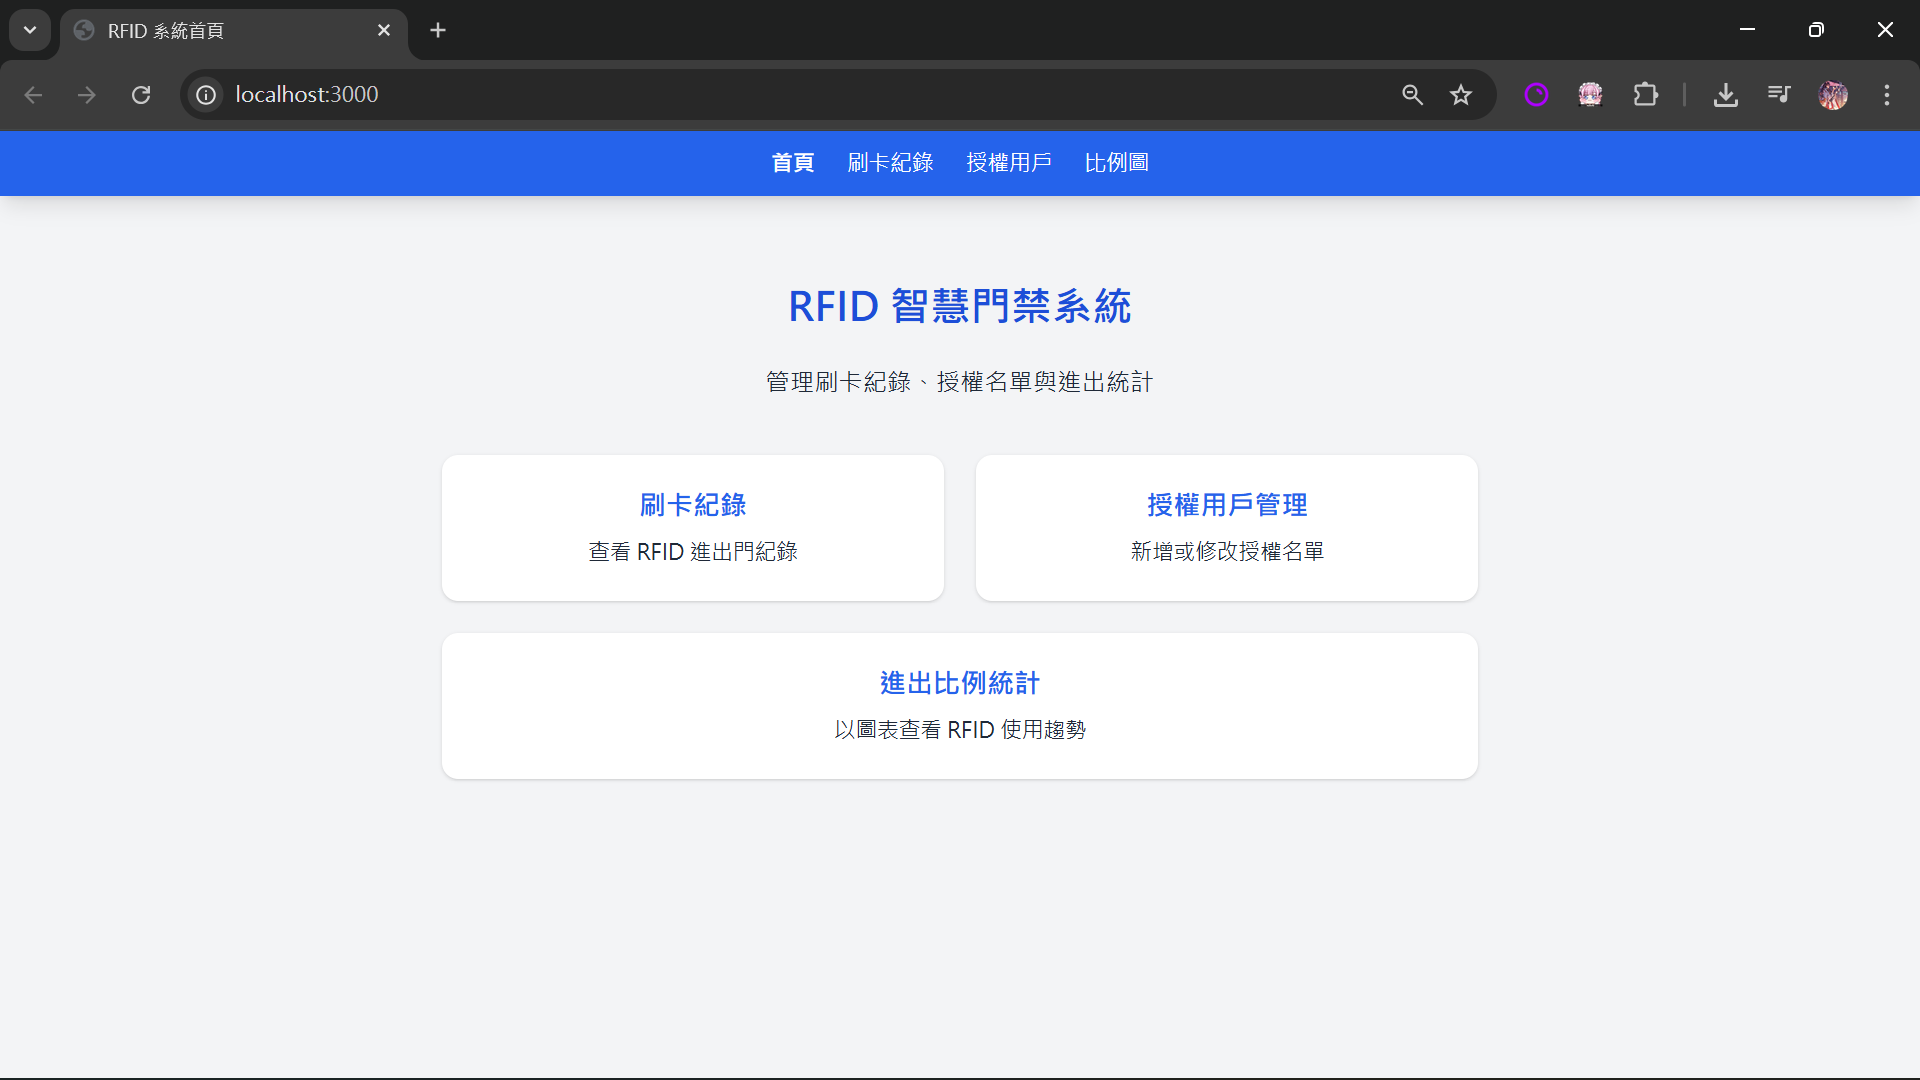 RFID 系統首頁
localhost:3000
首頁 刷卡紀錄 授權用戶 比例圖
RFID 智慧門禁系統
管理刷卡紀錄、授權名單與進出統計
刷卡紀錄
查看 RFID 進出門紀錄
授權用戶管理
新增或修改授權名單
進出比例統計
以圖表查看 RFID 使用趨勢